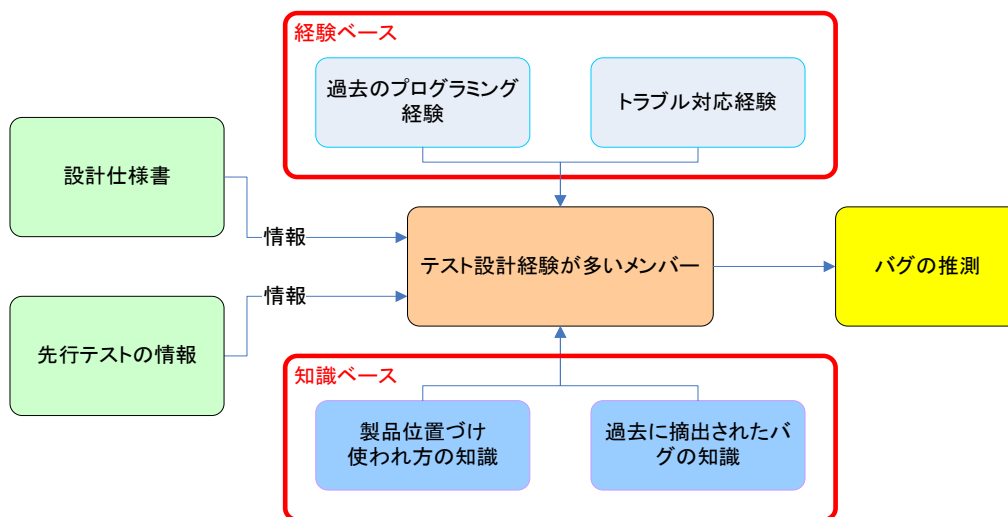 経験ベース
過去のプログラミング
経験
トラブル対応経験
設計仕様書
情報
テスト設計経験が多いメンバー
バグの推測
情報
先行テストの情報
知識ベース
製品位置づけ
使われ方の知識
過去に摘出されたバ
グの知識